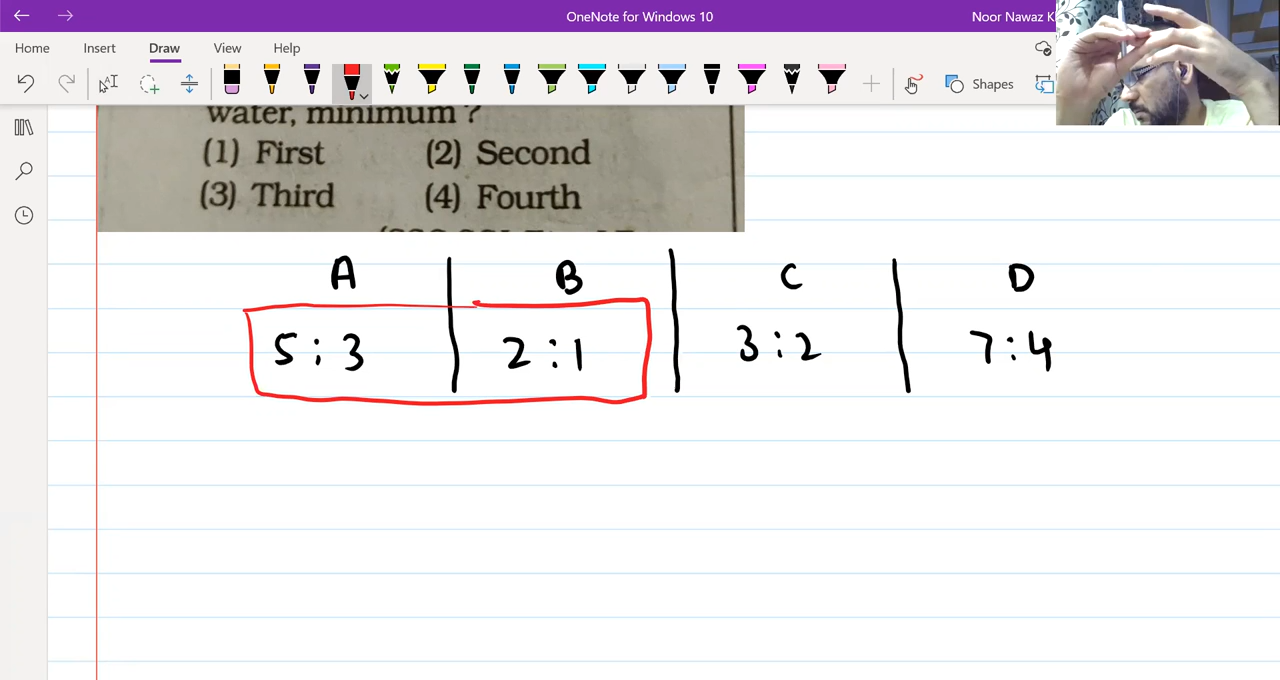 OneNote for Windows 10
Noor Nawaz K
Home Insert Draw View Help
Shapes
water, minimum ?
(1) First (2) Second
(3) Third (4) Fourth
A B C D
5:3 2:1 3:2 7:4